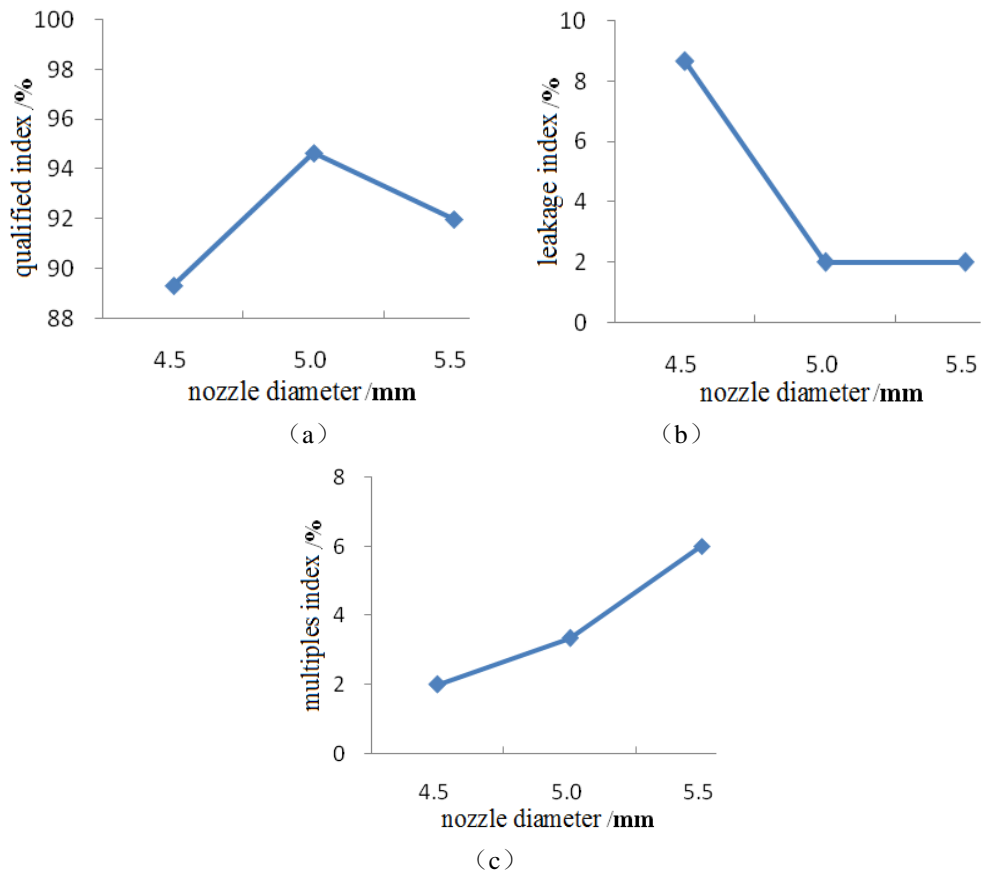 100
98
96
94
92
90
88
qualified index /%
4.5 5.0 5.5
nozzle diameter /mm
（a）
10
8
6
4
2
0
leakage index /%
4.5 5.0 5.5
nozzle diameter /mm
（b）
8
6
4
2
0
multiples index /%
4.5 5.0 5.5
nozzle diameter /mm
（c）